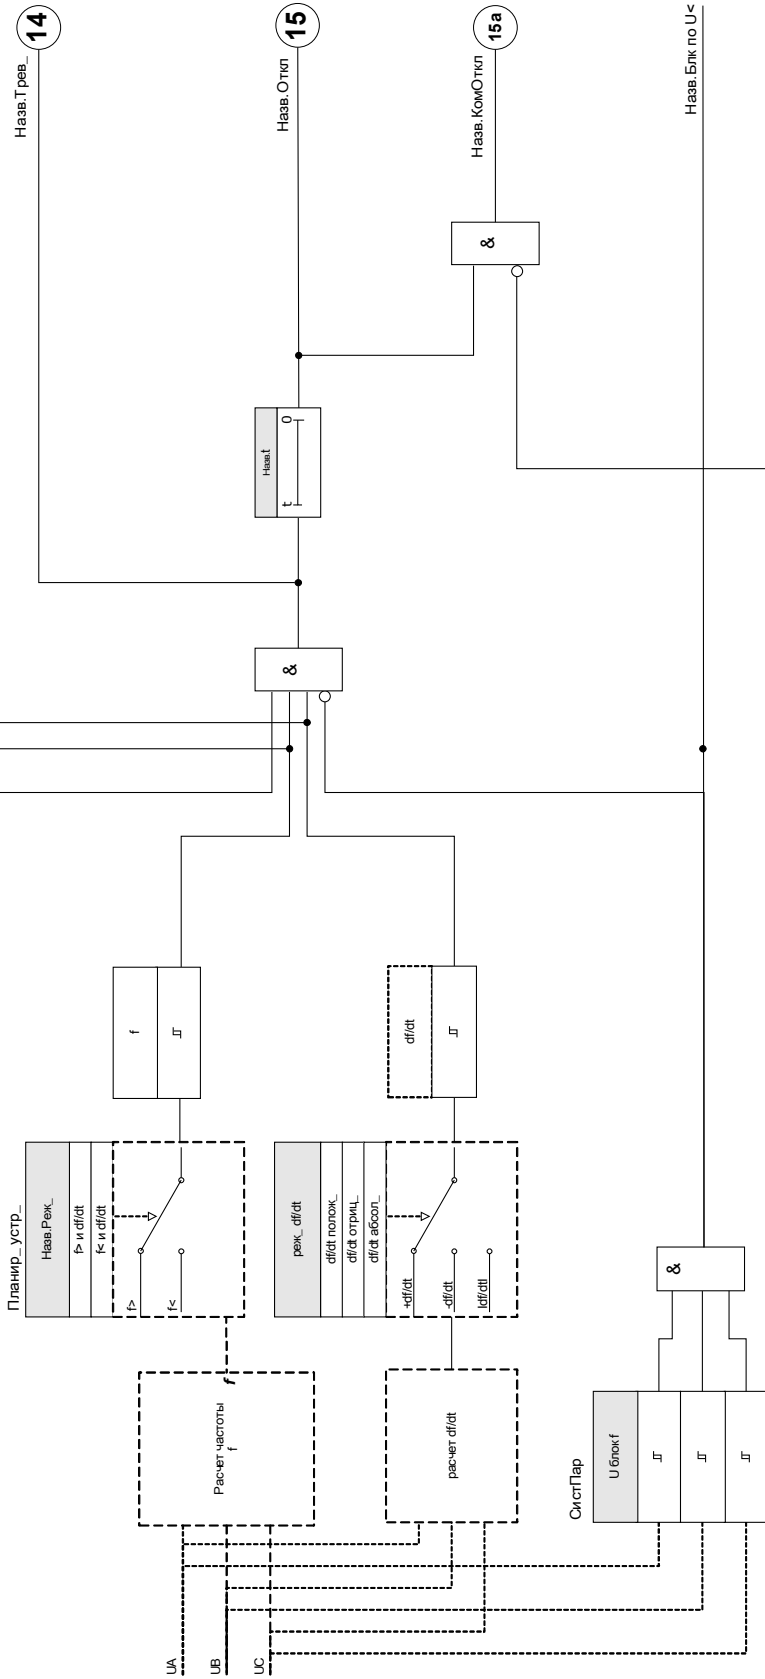 14
Назв.Трев_
15
Назв.Откл
15a
Назв.КомОткл
Назв.Блк по U<
&
Назв.t
t
0
&
f
df/dt
Планир_ устр_
Назв.Реж_
f> и df/dt
f< и df/dt
f>
f<
реж_ df/dt
df/dt полож_
df/dt отриц_
df/dt абсол_
+df/dt
-df/dt
|df/dt|
&
Расчет частоты
f
f
расчет df/dt
СистПар
U блок f
UA
UB
UC